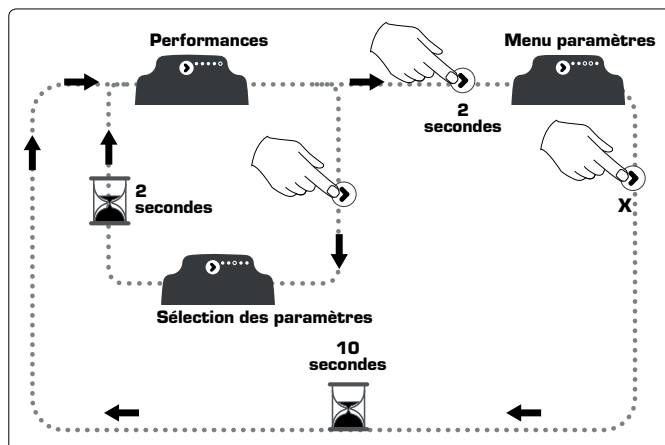 Performances
Menu paramètres
2
secondes
X
2
secondes
Sélection des paramètres
10
secondes